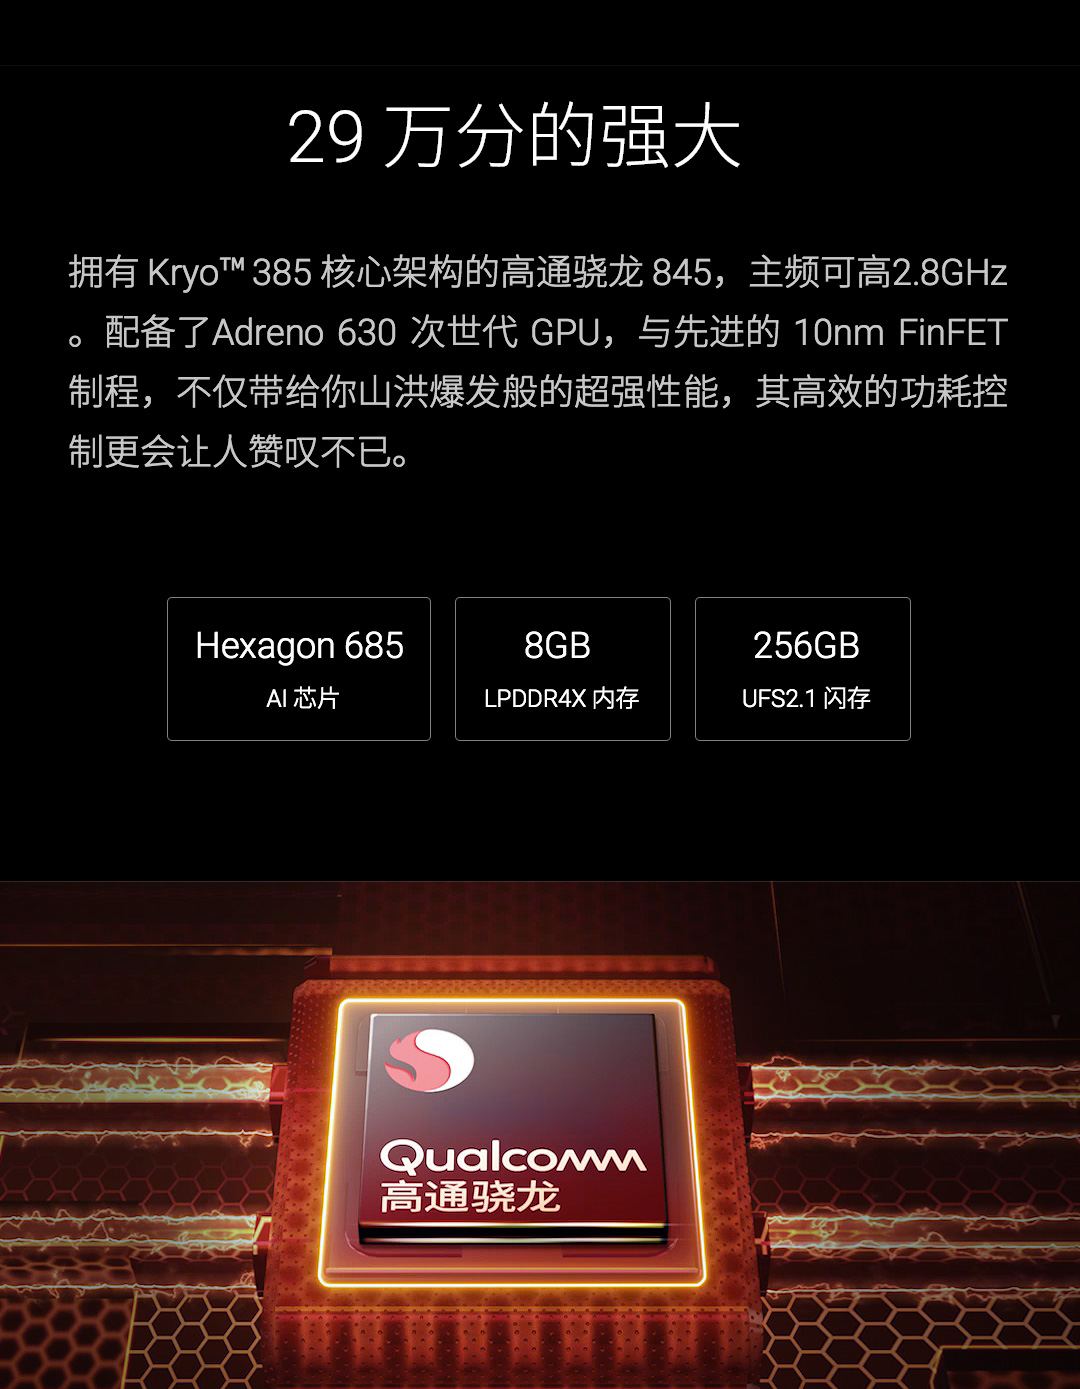 29 万分的强大
拥有 Kryo™ 385 核心架构的高通骁龙 845，主频可高2.8GHz
。配备了Adreno 630 次世代 GPU，与先进的 10nm FinFET
制程，不仅带给你山洪爆发般的超强性能，其高效的功耗控
制更会让人赞叹不已。
Hexagon 685
AI 芯片
8GB
LPDDR4X 内存
256GB
UFS2.1 闪存
Qualcomm
高通骁龙